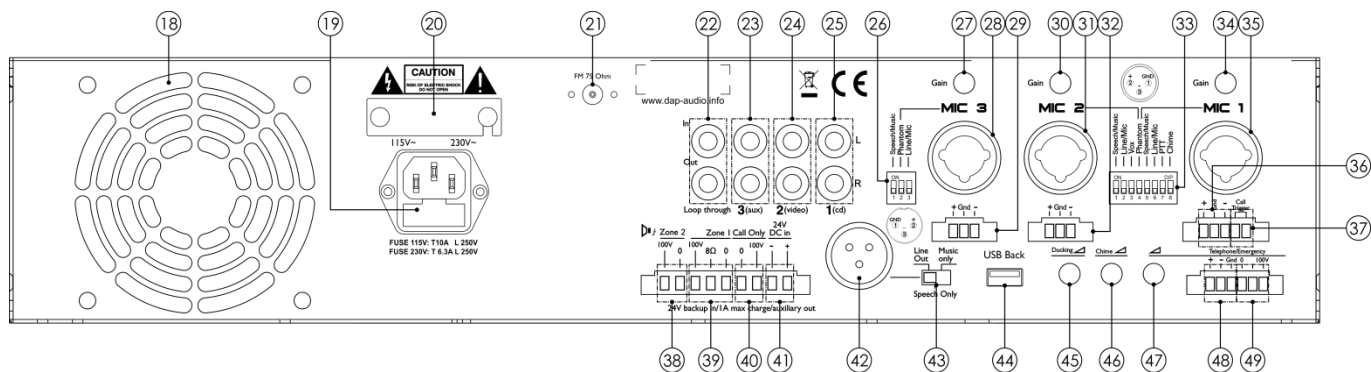 18 19 20 21 22 23 24 25 26 27 28 29 30 31 32 33 34 35
CAUTION
RISK OF ELECTRIC SHOCK
DO NOT OPEN
115V~ 230V~
FUSE 115V: T10A L 250V
FUSE 230V: T 6.3A L 250V
FM 75 Ohm
www.dap-audio.info
CE
In
Out
L
R
Loop through 3(aux) 2(video) 1(cd)
Speech/Music
Phantom
Line/Mic
ON
1 2 3
Gain
MIC 3
+ Gnd -
GND
1 2 3
Gain
MIC 2
+ Gnd -
+ GND
2 1
-
3
Speech/Music
Line/Mic
Vox
Phantom
Speech/Music
Line/Mic
PTT
Chime
ON DIP
1 2 3 4 5 6 7 8
Gain
MIC 1
+ Gnd - Call Trigger
36
37
Zone 2 Zone 1 Call Only 24V DC in
100V 0 100V 8Ω 0 0 100V - +
24V backup in/1A max charge/auxiliary out
Line Out
Music only
Speech Only
USB Back
Ducking
Chime
Telephone/Emergency
+ - Gnd 0 100V
38 39 40 41 42 43 44 45 46 47 48 49